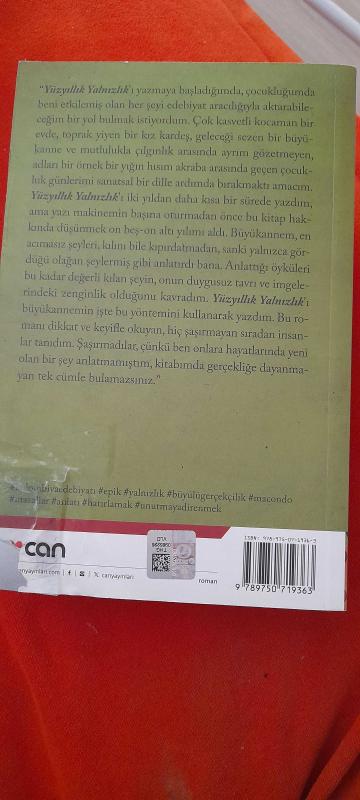 “Yüzyıllık Yalnızlık'ı yazmaya başladığımda, çocukluğumda
beni etkilemiş olan her şeyi edebiyat aracılığıyla aktarabile-
ceğim bir yol bulmak istiyordum. Çok kasvetli kocaman bir
evde, toprak yiyen bir kız kardeş, geleceği sezen bir büyü-
kanne ve mutlulukla çılgınlık arasında ayrım gözetmeyen,
adları bir örnek bir yığın hısım akraba arasında geçen çocuk-
luk günlerimi sanatsal bir dille ardımda bırakmaktı amacım.
Yüzyıllık Yalnızlık'ı iki yıldan daha kısa bir sürede yazdım,
ama yazı makinemin başına oturmadan önce bu kitap hak-
kında düşünmek on beş-on altı yılımı aldı. Büyükannem, en
acımasız şeyleri, kılını bile kıpırdatmadan, sanki yalnızca gör-
düğü olağan şeylermiş gibi anlatırdı bana. Anlattığı öyküleri
bu kadar değerli kılan şeyin, onun duygusuz tavrı ve imgele-
rindeki zenginlik olduğunu kavradım. Yüzyıllık Yalnızlık'ı
büyükannemin işte bu yöntemini kullanarak yazdım. Bu ro-
manı dikkat ve keyifle okuyan, hiç şaşırmayan sıradan insan-
lar tanıdım. Şaşırmadılar, çünkü ben onlara hayatlarında yeni
olan bir şey anlatmamıştım, kitabımda gerçekliğe dayanma-
yan tek cümle bulamazsınız.”
#epik #yalnızlık #büyülügerçekçilik #macondo
#anlatı #hatırlamak #unutmayadirenmek
can
canyayinlari.com | f | canyayinlari
roman
9 789750 719363